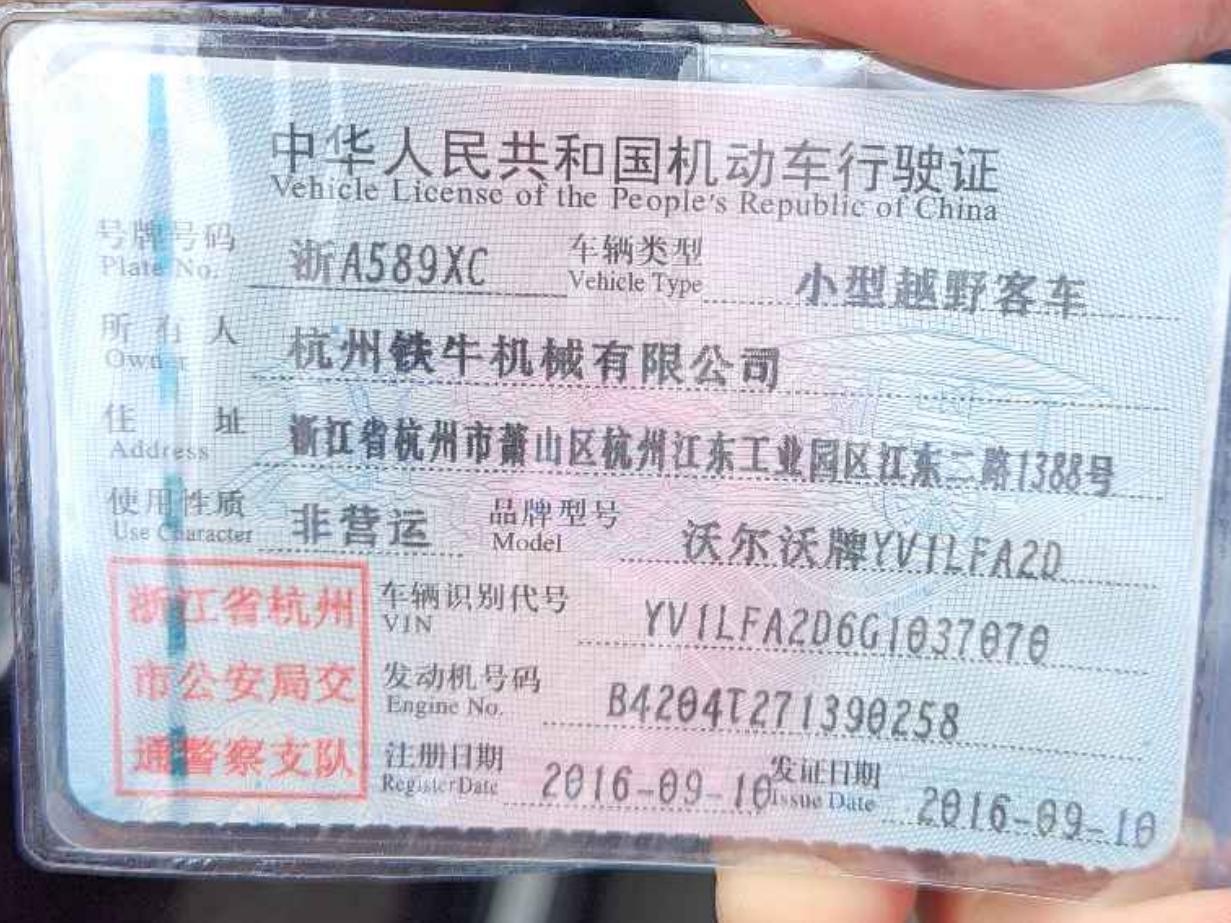 中华人民共和国机动车行驶证
Vehicle License of the People's Republic of China
号牌号码 浙A589XC 车辆类型 小型越野客车
Plate No. Vehicle Type
所有人 杭州铁牛机械有限公司
Owner
住址 浙江省杭州市萧山区杭州江东工业园区江东二路1388号
Address
使用性质 非营运 品牌型号 沃尔沃牌YV1LFA2D
Use Character Model
浙江省杭州 车辆识别代号 YV1LFA2D6G1037070
VIN
市公安局交 发动机号码 B4204T271390258
Engine No.
通警察支队 注册日期 2016-09-10 发证日期 2016-09-10
Register Date Issue Date